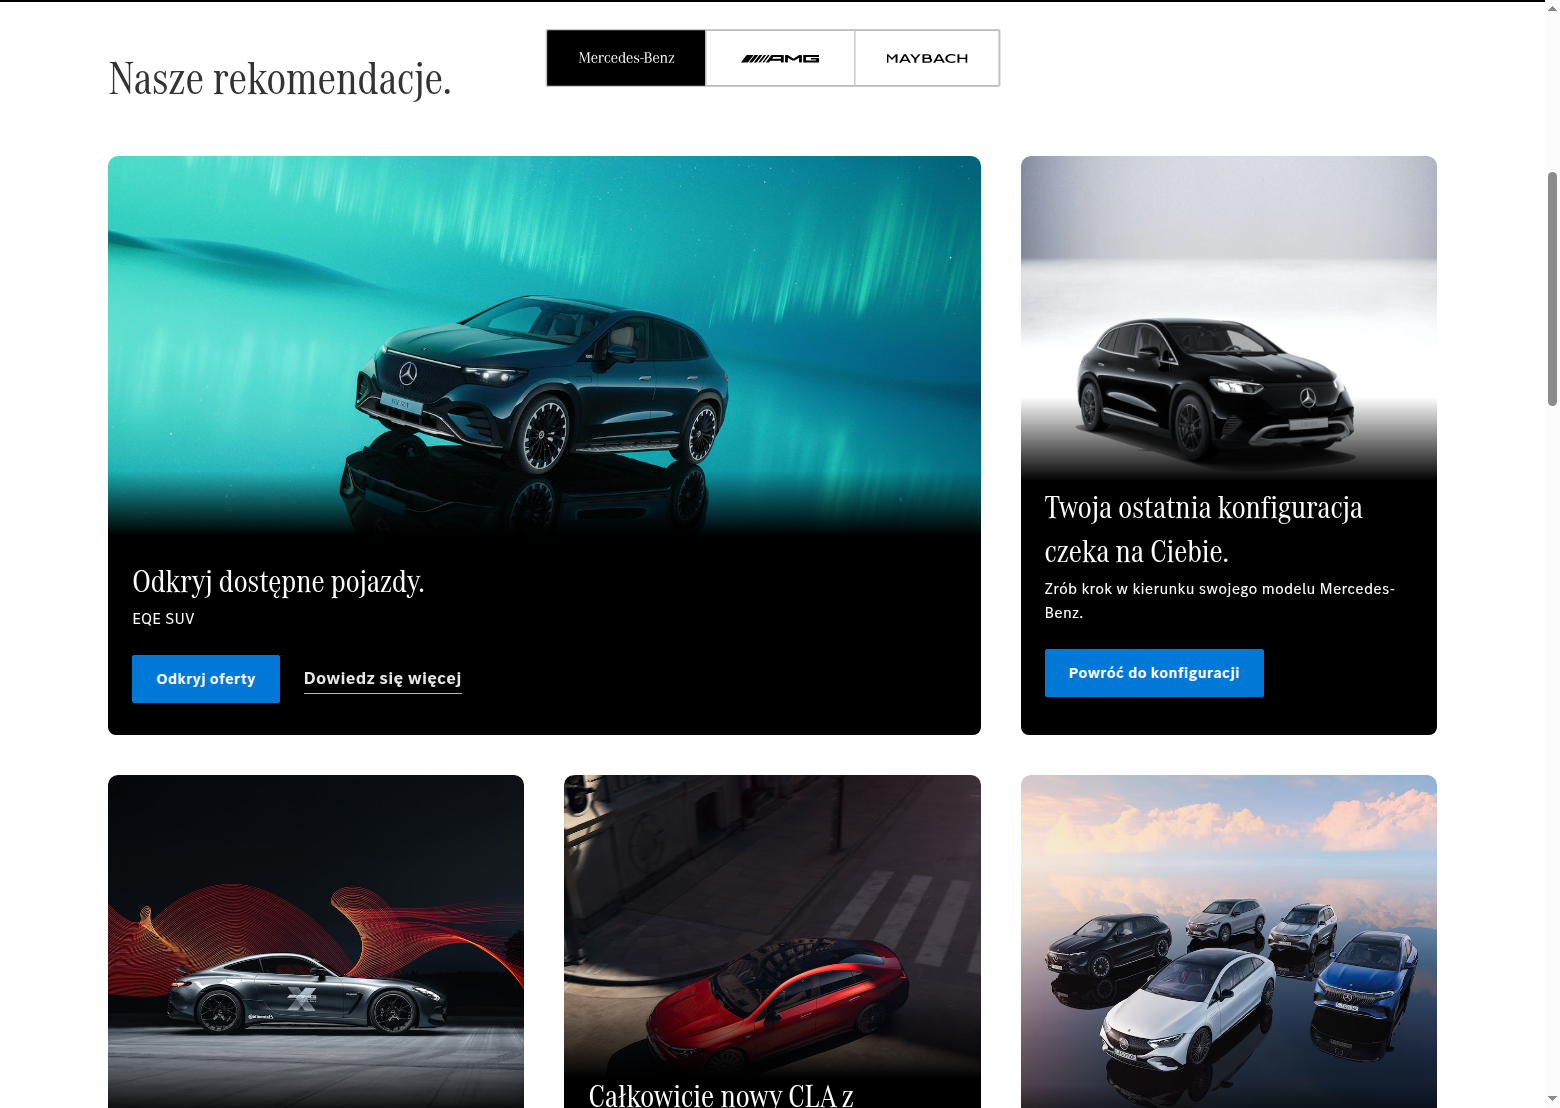 Nasze rekomendacje.
Mercedes-Benz
AMG
MAYBACH
Odkryj dostępne pojazdy.
EQE SUV
Odkryj oferty
Dowiedz się więcej
Twoja ostatnia konfiguracja
czeka na Ciebie.
Zrób krok w kierunku swojego modelu Mercedes-
Benz.
Powróć do konfiguracji
Całkowicie nowy CLA z